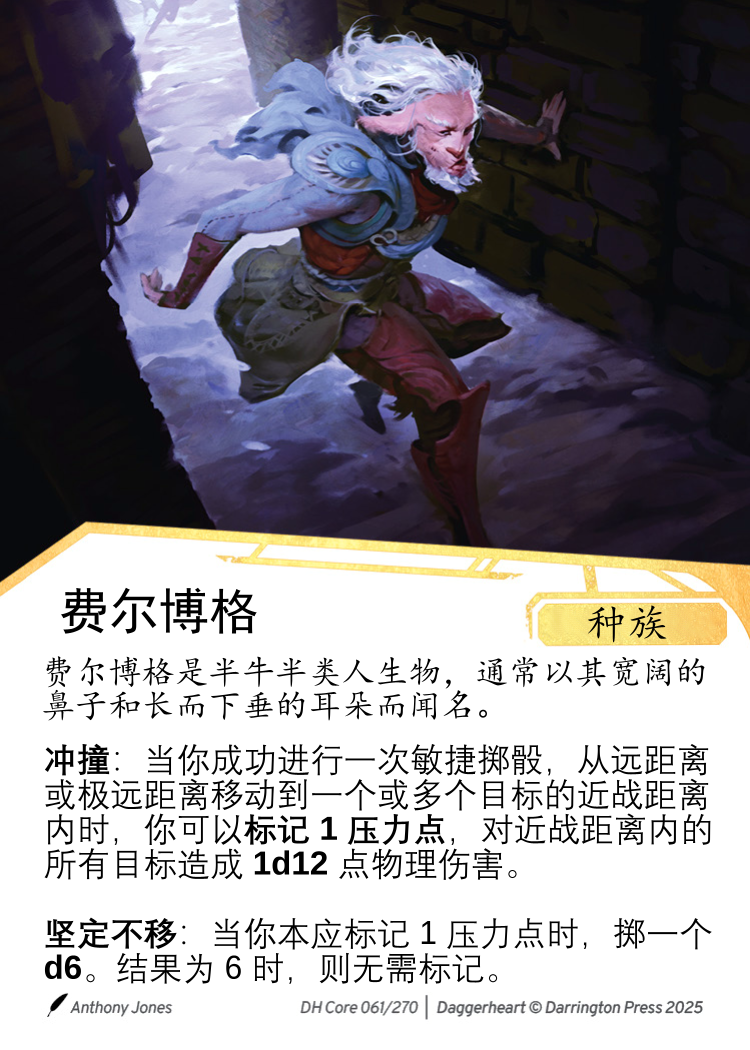 费尔博格
种族
费尔博格是半牛半类人生物，通常以其宽阔的
鼻子和长而下垂的耳朵而闻名。
冲撞：当你成功进行一次敏捷掷骰，从远距离
或极远距离移动到一个或多个目标的近战距离
内时，你可以标记 1 压力点，对近战距离内的
所有目标造成 1d12 点物理伤害。
坚定不移：当你本应标记 1 压力点时，掷一个
d6。结果为 6 时，则无需标记。
Anthony Jones
DH Core 061/270 | Daggerheart © Darrington Press 2025